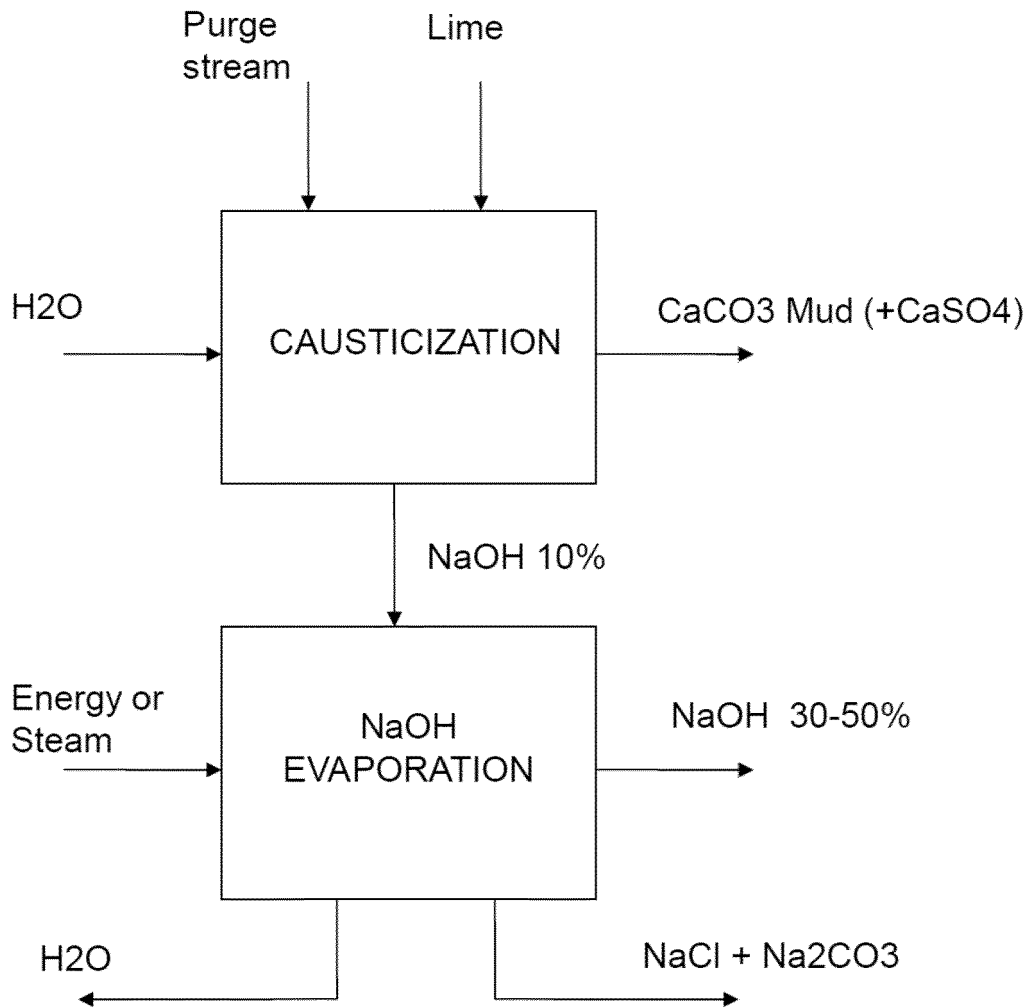 Purge
stream
Lime
H2O
CAUSTICIZATION
CaCO3 Mud (+CaSO4)
NaOH 10%
Energy or
Steam
NaOH
EVAPORATION
NaOH 30-50%
H2O
NaCl + Na2CO3